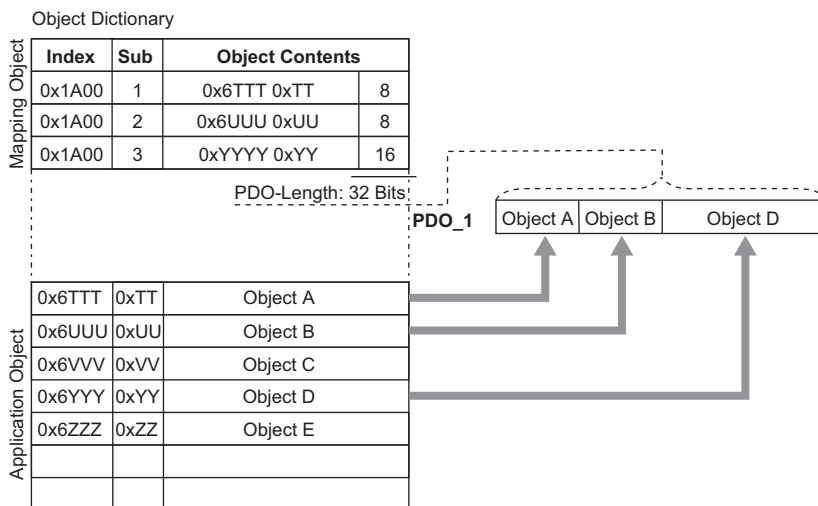 Object Dictionary
Mapping Object
Index Sub Object Contents
0x1A00 1 0x6TTT 0xTT 8
0x1A00 2 0x6UUU 0xUU 8
0x1A00 3 0xYYYY 0xYY 16
PDO-Length: 32 Bits
PDO_1 Object A Object B Object D
Application Object
0x6TTT 0xTT Object A
0x6UUU 0xUU Object B
0x6VVV 0xVV Object C
0x6YYY 0xYY Object D
0x6ZZZ 0xZZ Object E